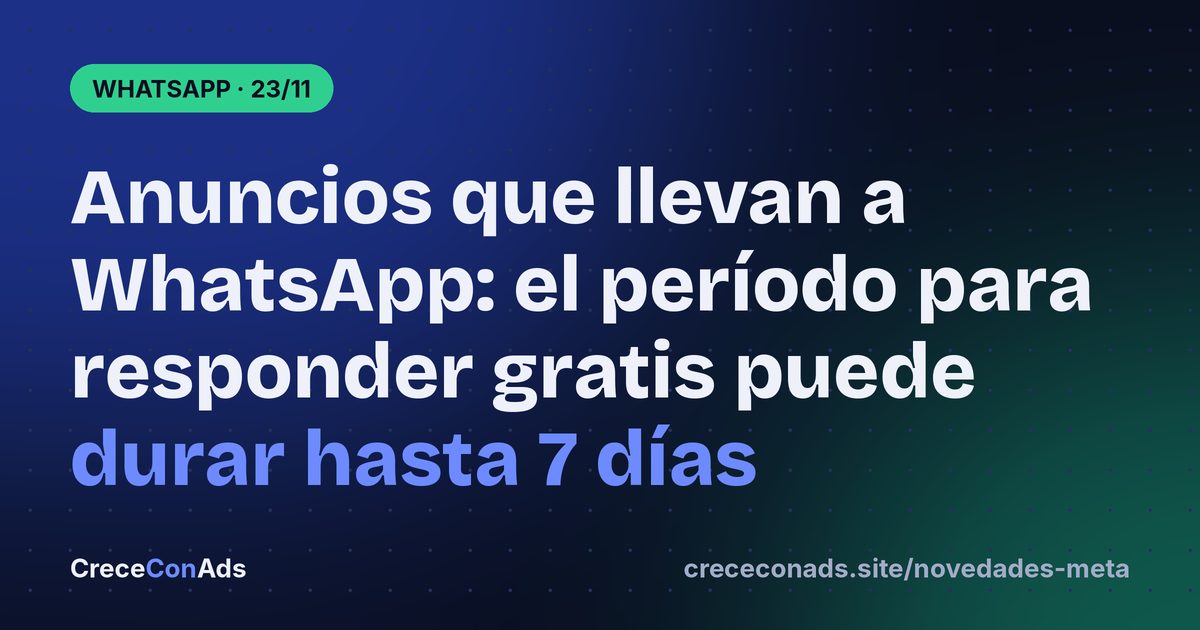 WHATSAPP · 23/11
Anuncios que llevan a
WhatsApp: el período para
responder gratis puede
durar hasta 7 días
CreceConAds
crececonads.site/novedades-meta